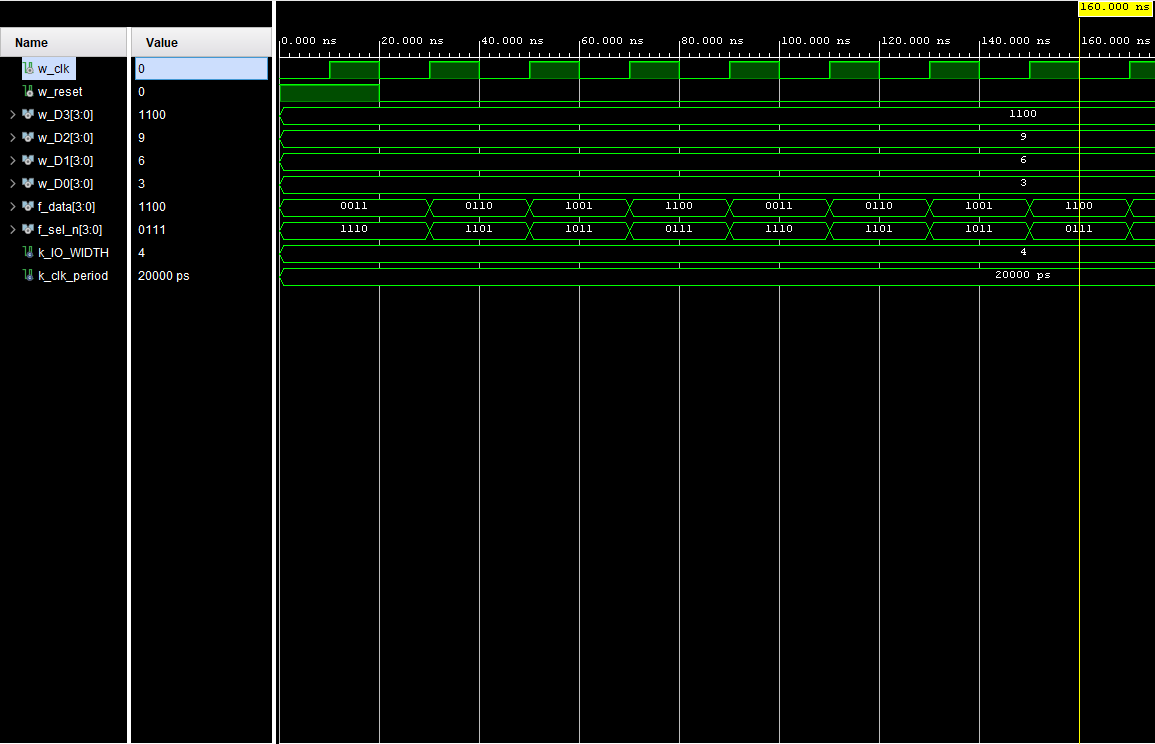 160.000 ns
Name Value
0.000 ns 20.000 ns 40.000 ns 60.000 ns 80.000 ns 100.000 ns 120.000 ns 140.000 ns 160.000 ns
w_clk 0
w_reset 0
w_D3[3:0] 1100 1100
w_D2[3:0] 9 9
w_D1[3:0] 6 6
w_D0[3:0] 3 3
f_data[3:0] 1100 0011 0110 1001 1100 0011 0110 1001 1100
f_sel_n[3:0] 0111 1110 1101 1011 0111 1110 1101 1011 0111
k_IO_WIDTH 4 4
k_clk_period 20000 ps 20000 ps